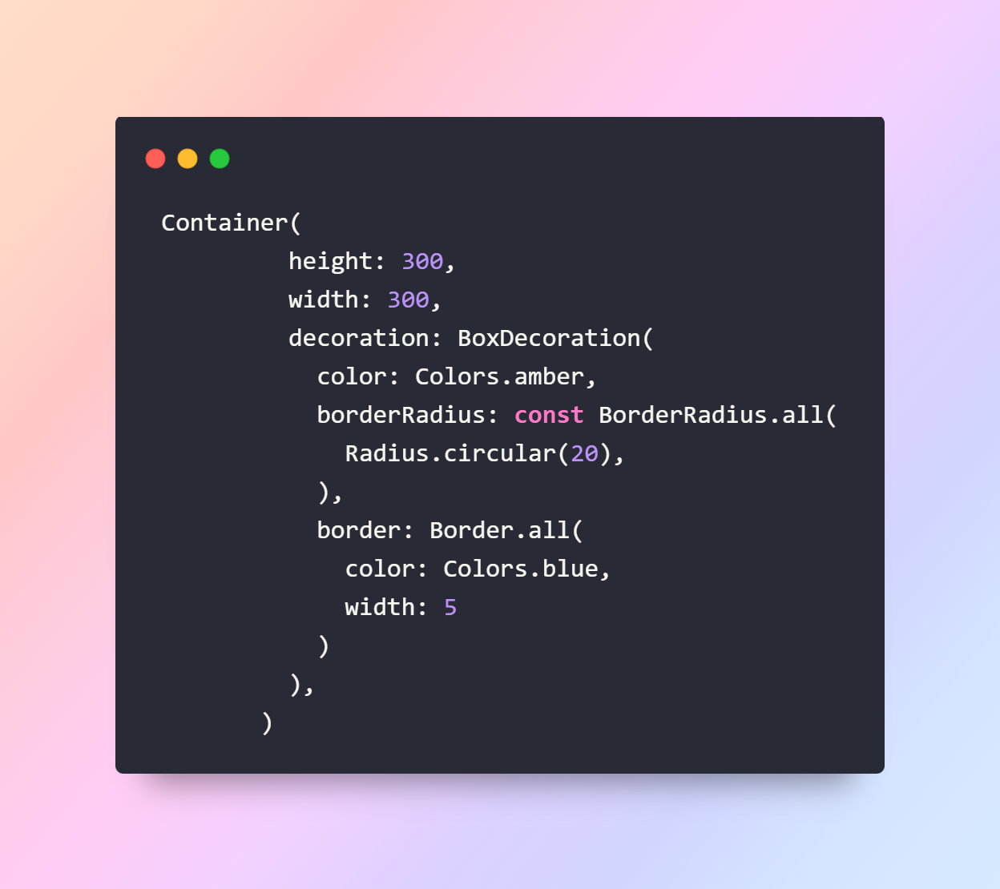 Container(
         height: 300,
         width: 300,
         decoration: BoxDecoration(
           color: Colors.amber,
           borderRadius: const BorderRadius.all(
             Radius.circular(20),
           ),
           border: Border.all(
             color: Colors.blue,
             width: 5
           )
         ),
       )